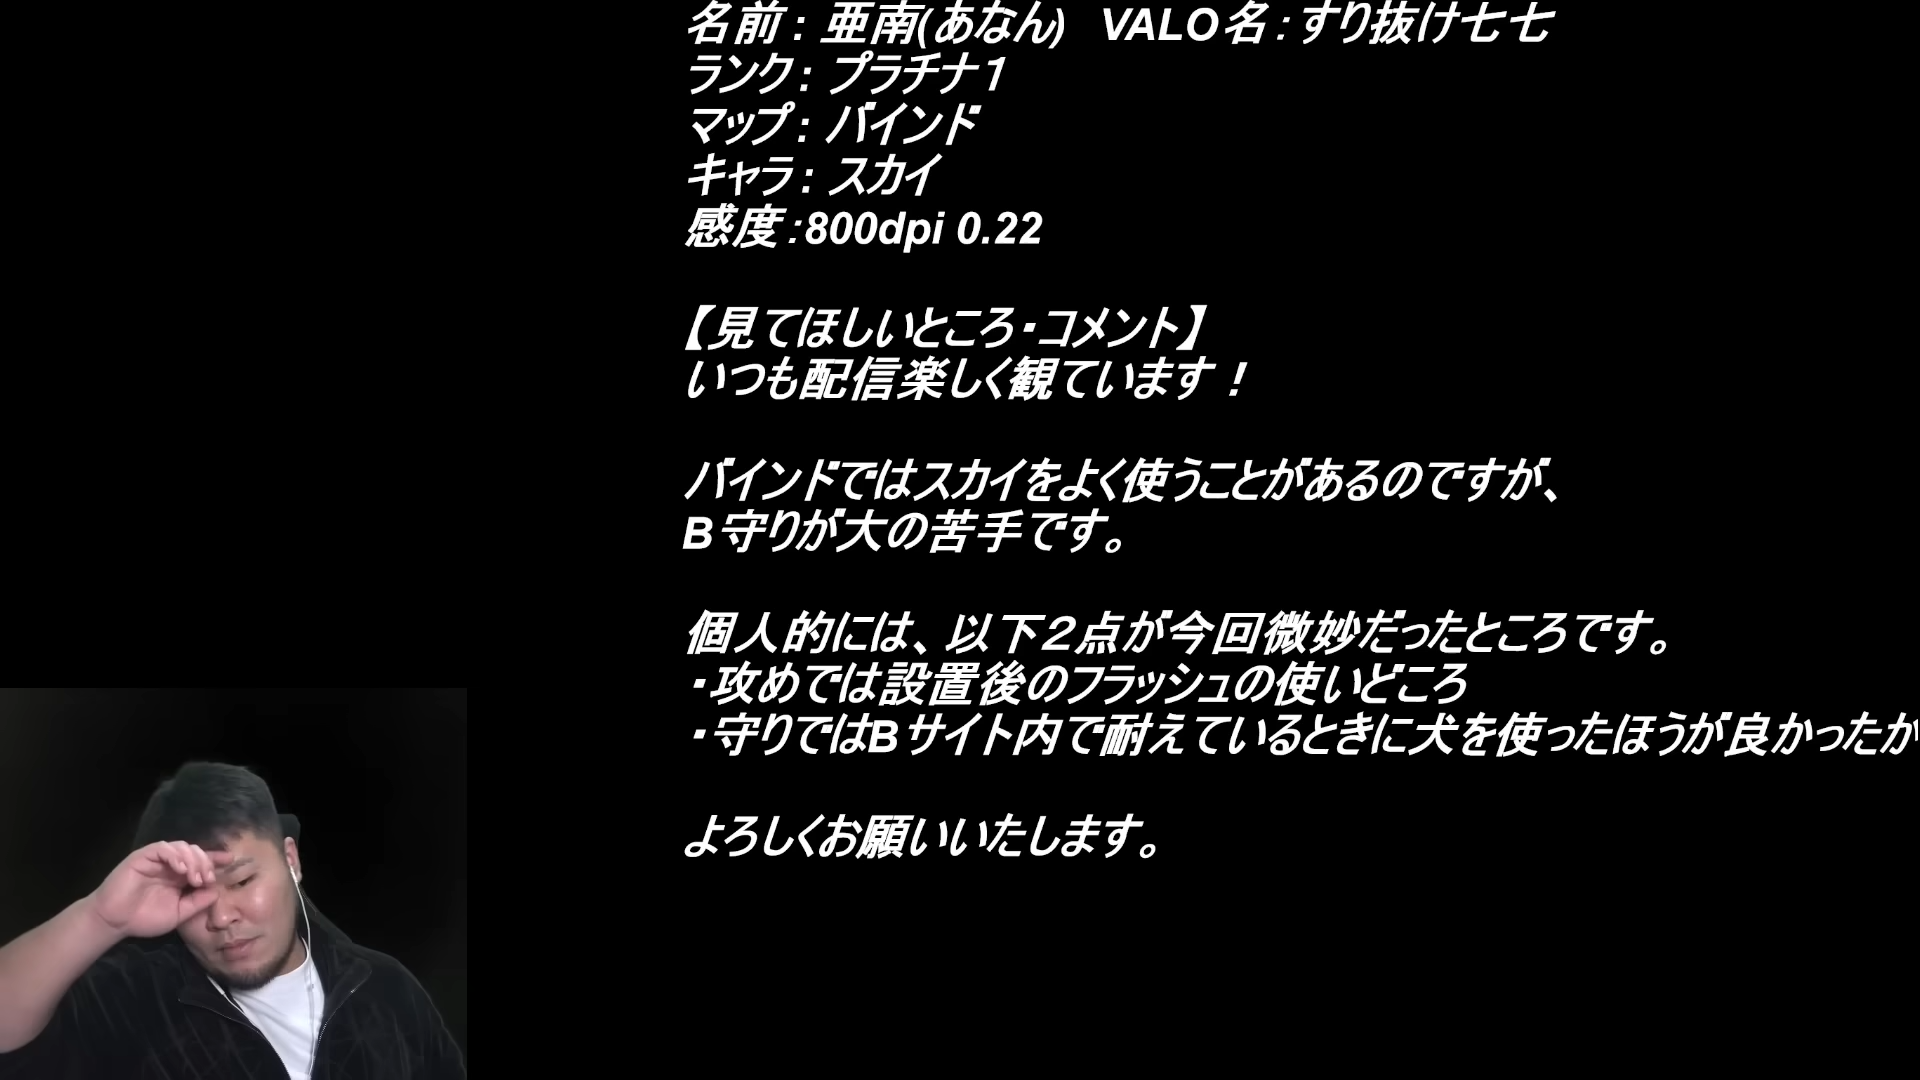 名前：亜南(あなん)　VALO名：すり抜け七七
ランク：プラチナ１
マップ：バインド
キャラ：スカイ
感度：800dpi 0.22
【見てほしいところ・コメント】
いつも配信楽しく観ています！
バインドではスカイをよく使うことがあるのですが、
B守りが大の苦手です。
個人的には、以下２点が今回微妙だったところです。
・攻めでは設置後のフラッシュの使いどころ
・守りではBサイト内で耐えているときに犬を使ったほうが良かったか
よろしくお願いいたします。